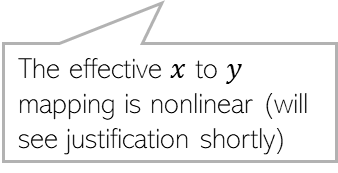 The effective x to y
mapping is nonlinear (will
see justification shortly)